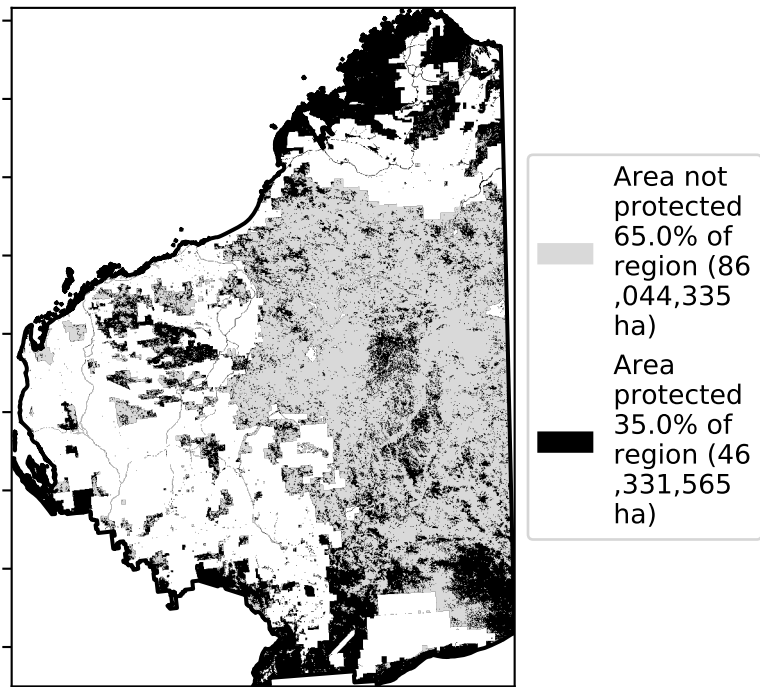 Area not
protected
65.0% of
region (86
,044,335
ha)
Area
protected
35.0% of
region (46
,331,565
ha)